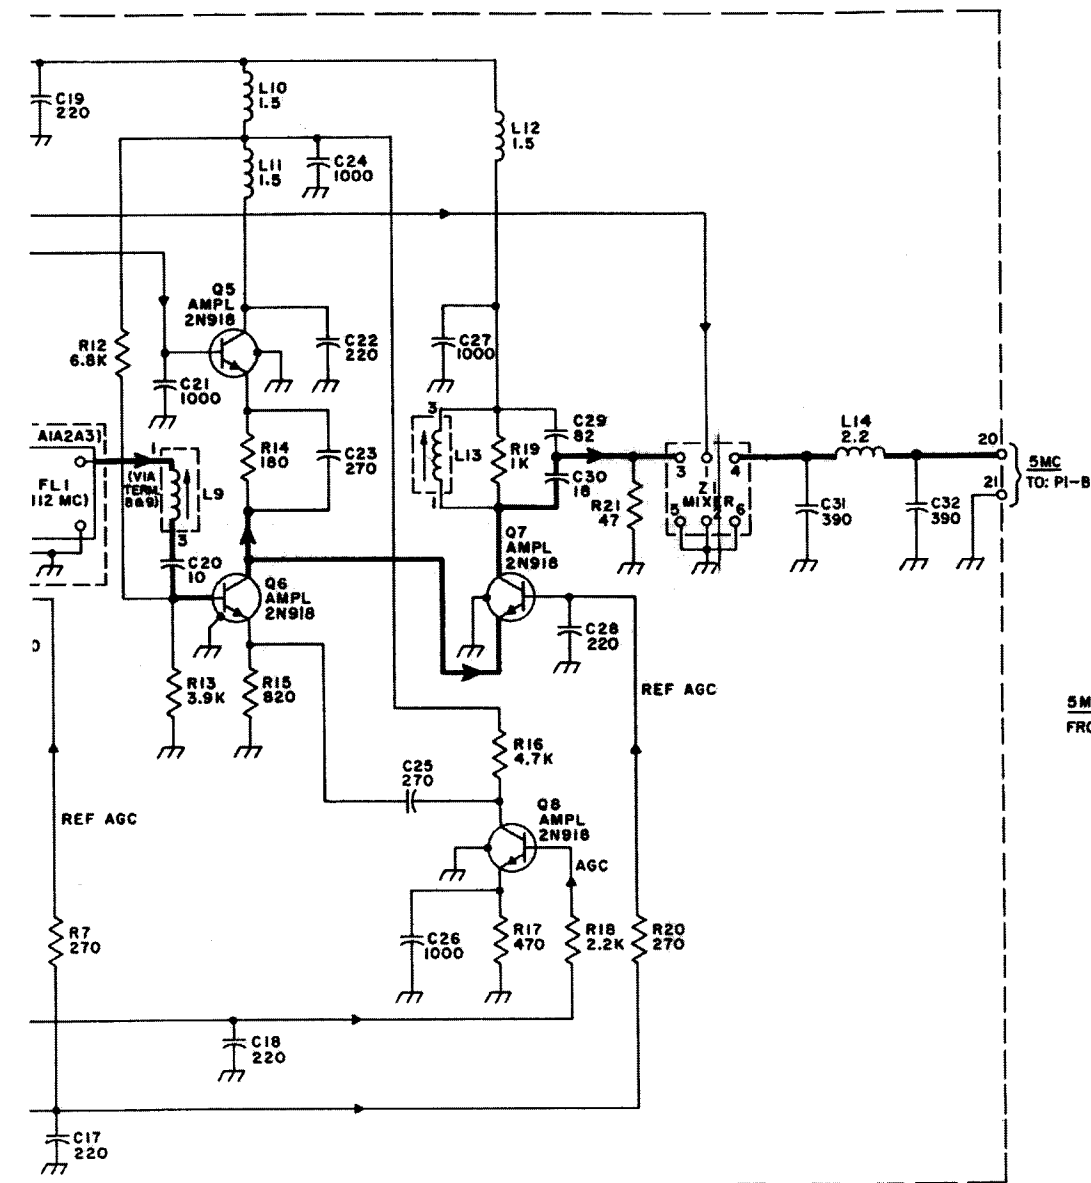 C19
220
L10
1.5
L12
1.5
L11
1.5
C24
1000
Q5
AMPL
2N918
R12
6.8K
C22
220
C27
1000
C21
1000
A1A2A3)
FL1
112 MC)
1
(VIA
TERM.
8&9)
L9
3
R14
180
C23
270
3
L13
1
R19
1K
C29
82
C30
18
R21
47
3
1
4
Z1
MIXER
5
2
6
L14
2.2
C31
390
C32
390
20
21
5MC
TO: P1-B
C20
10
Q6
AMPL
2N918
Q7
AMPL
2N918
C28
220
R13
3.9K
R15
820
REF AGC
5M
FRO
R16
4.7K
C25
270
Q8
AMPL
2N918
AGC
REF AGC
R7
270
C26
1000
R17
470
R18
2.2K
R20
270
C18
220
C17
220